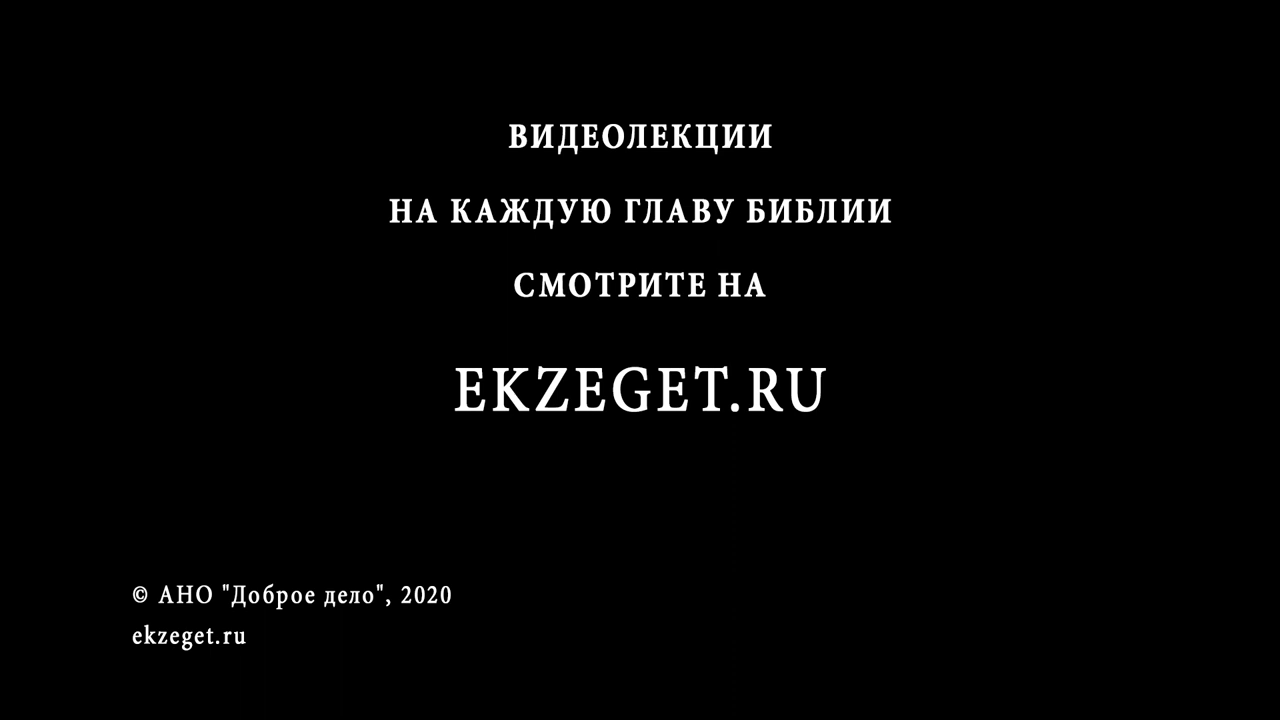 ВИДЕОЛЕКЦИИ
НА КАЖДУЮ ГЛАВУ БИБЛИИ
СМОТРИТЕ НА
EKZEGET.RU
© АНО "Доброе дело", 2020
ekzeget.ru